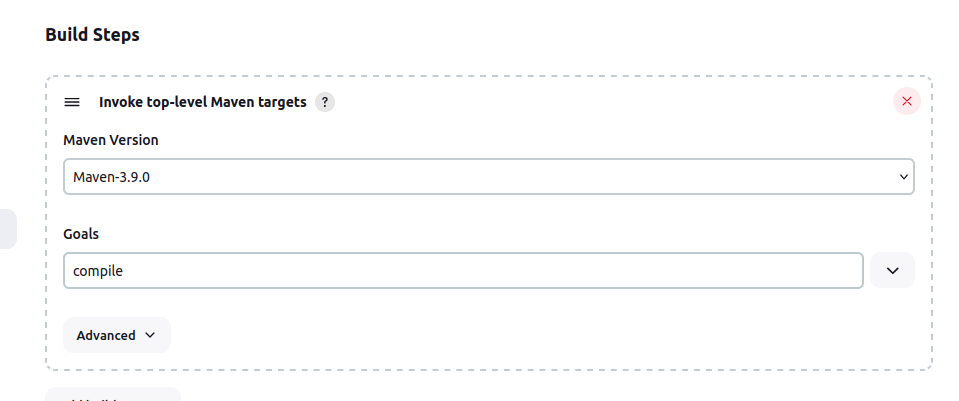 Build Steps
Invoke top-level Maven targets ?
Maven Version
Maven-3.9.0
Goals
compile
Advanced